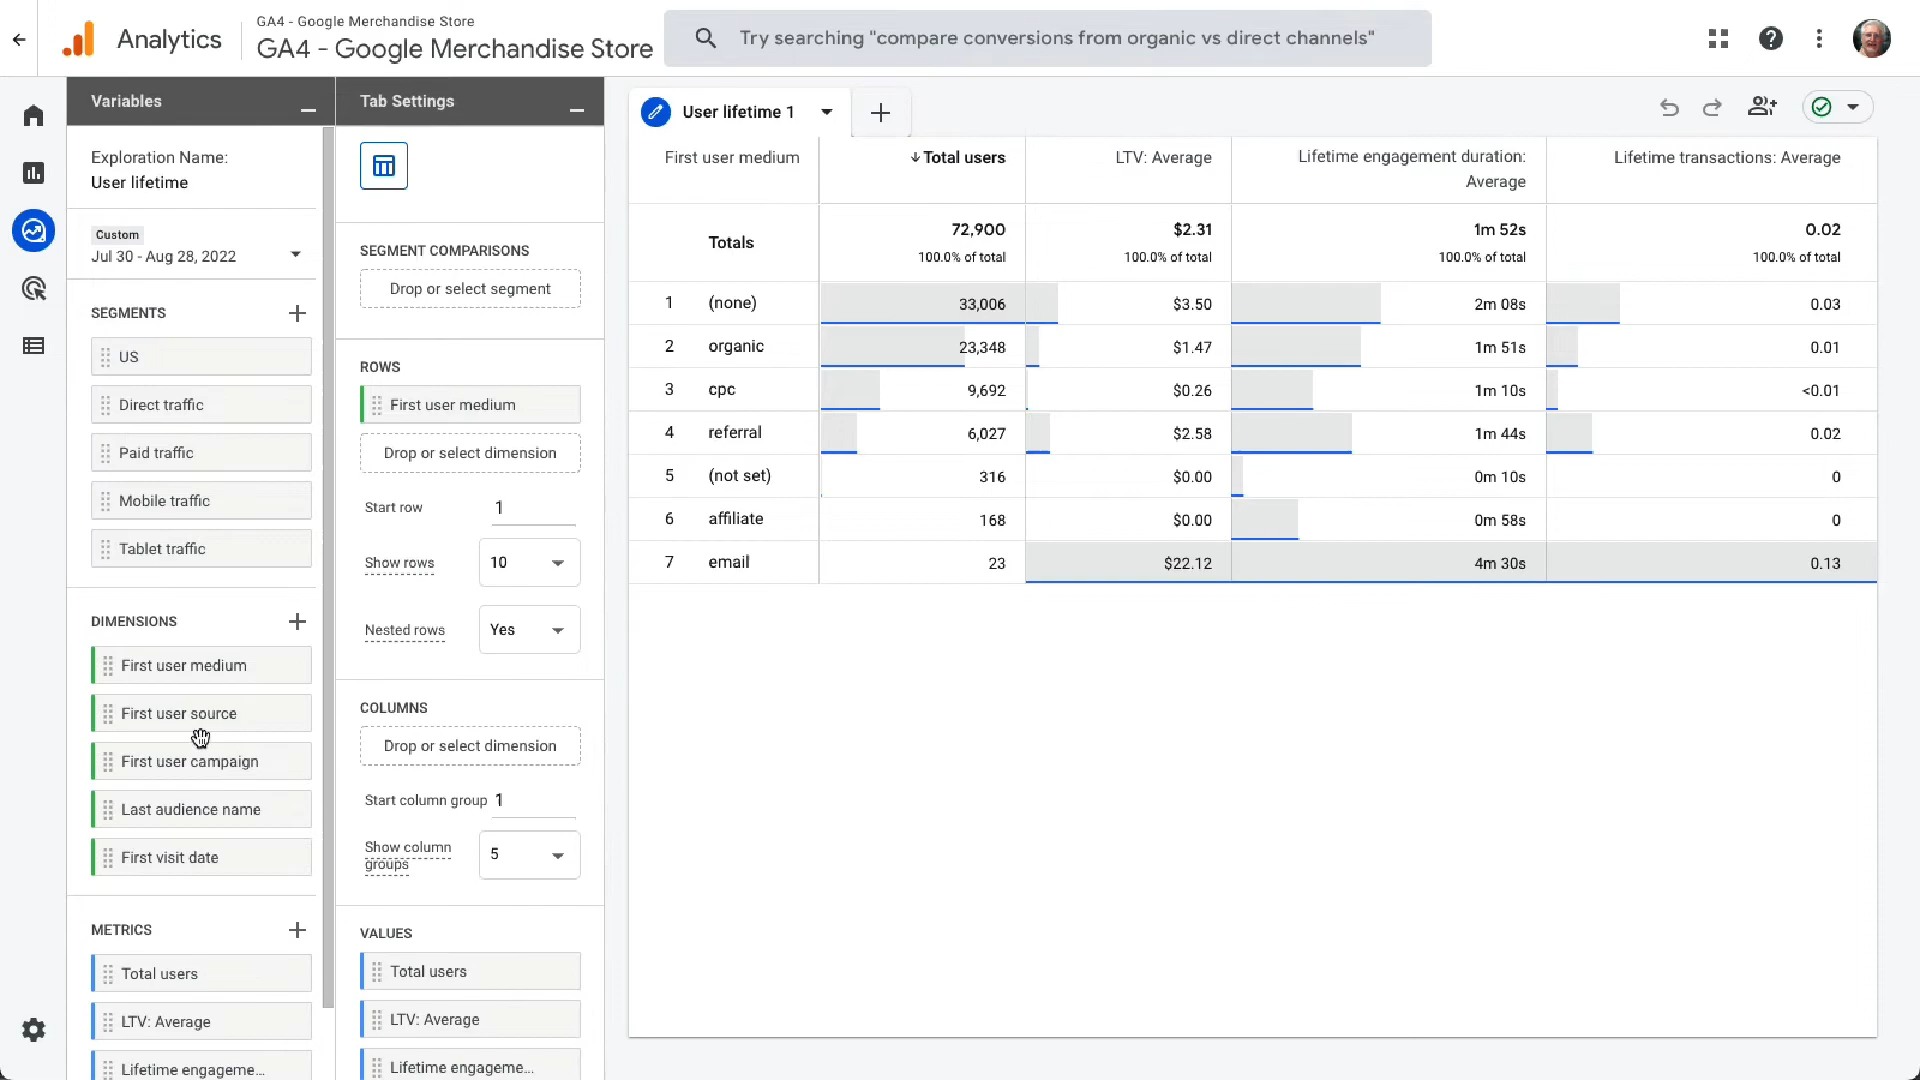 Analytics
GA4 - Google Merchandise Store
GA4 - Google Merchandise Store
Try searching "compare conversions from organic vs direct channels"
Variables
Exploration Name:
User lifetime
Custom
Jul 30 - Aug 28, 2022
SEGMENTS
US
Direct traffic
Paid traffic
Mobile traffic
Tablet traffic
DIMENSIONS
First user medium
First user source
First user campaign
Last audience name
First visit date
METRICS
Total users
LTV: Average
Lifetime engageme...
Tab Settings
SEGMENT COMPARISONS
Drop or select segment
ROWS
First user medium
Drop or select dimension
Start row 1
Show rows 10
Nested rows Yes
COLUMNS
Drop or select dimension
Start column group 1
Show column
groups
5
VALUES
Total users
LTV: Average
Lifetime engageme...
User lifetime 1
First user medium Total users LTV: Average Lifetime engagement duration:
Average
Lifetime transactions: Average
Totals 72,900 $2.31 1m 52s 0.02
100.0% of total 100.0% of total 100.0% of total 100.0% of total
1 (none) 33,006 $3.50 2m 08s 0.03
2 organic 23,348 $1.47 1m 51s 0.01
3 cpc 9,692 $0.26 1m 10s <0.01
4 referral 6,027 $2.58 1m 44s 0.02
5 (not set) 316 $0.00 0m 10s 0
6 affiliate 168 $0.00 0m 58s 0
7 email 23 $22.12 4m 30s 0.13